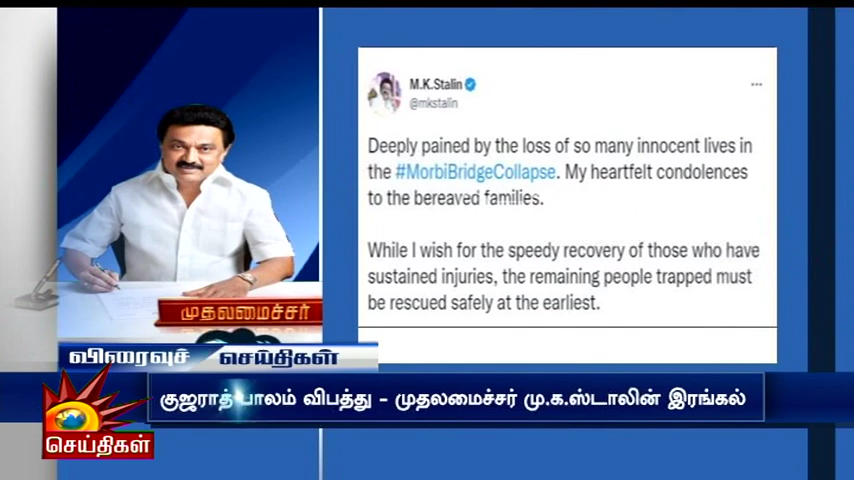 M.K.Stalin
@mkstalin
Deeply pained by the loss of so many innocent lives in
the #MorbiBridgeCollapse. My heartfelt condolences
to the bereaved families.
While I wish for the speedy recovery of those who have
sustained injuries, the remaining people trapped must
be rescued safely at the earliest.
முதலமைச்சர்
விரைவுச் செய்திகள்
குஜராத் பாலம் விபத்து - முதலமைச்சர் மு.க.ஸ்டாலின் இரங்கல்
செய்திகள்